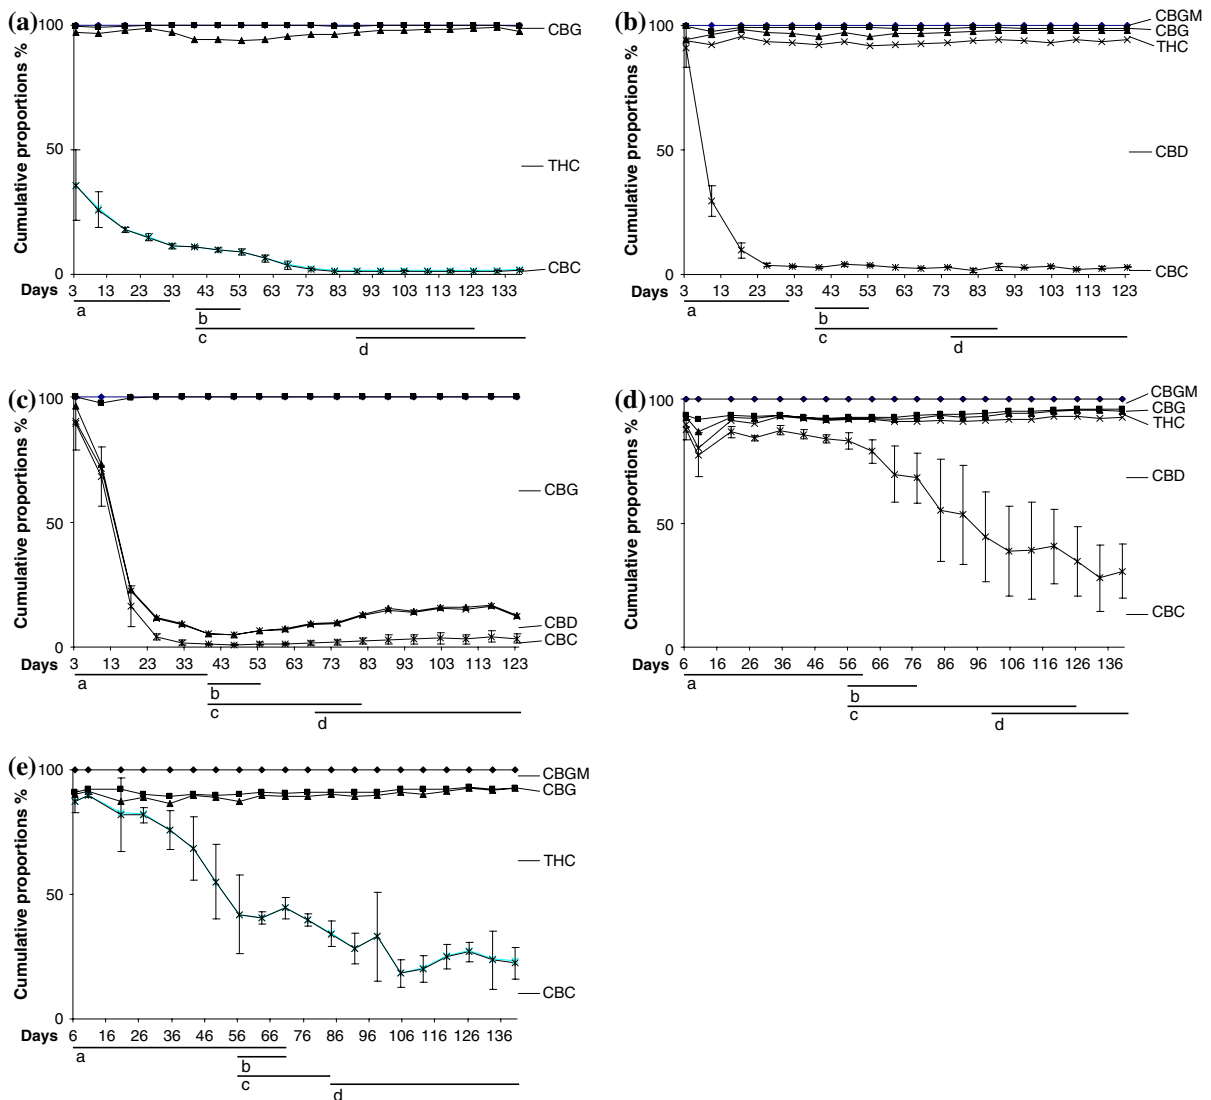 (a)
Cumulative proportions %
100
50
0
CBG
THC
CBC
Days 3 13 23 33 43 53 63 73 83 93 103 113 123 133
a
b
c
d
(b)
Cumulative proportions %
100
50
0
CBGM
CBG
THC
CBD
CBC
3 13 23 33 43 53 63 73 83 93 103 113 123
a
b
c
d
(c)
Cumulative proportions %
100
50
0
CBG
CBD
CBC
Days 3 13 23 33 43 53 63 73 83 93 103 113 123
a
b
c
d
(d)
Cumulative proportions %
100
50
0
CBGM
CBG
THC
CBD
CBC
6 16 26 36 46 56 66 76 86 96 106 116 126 136
a
b
c
d
(e)
Cumulative proportions %
100
50
0
CBGM
CBG
THC
CBC
Days 6 16 26 36 46 56 66 76 86 96 106 116 126 136
a
b
c
d